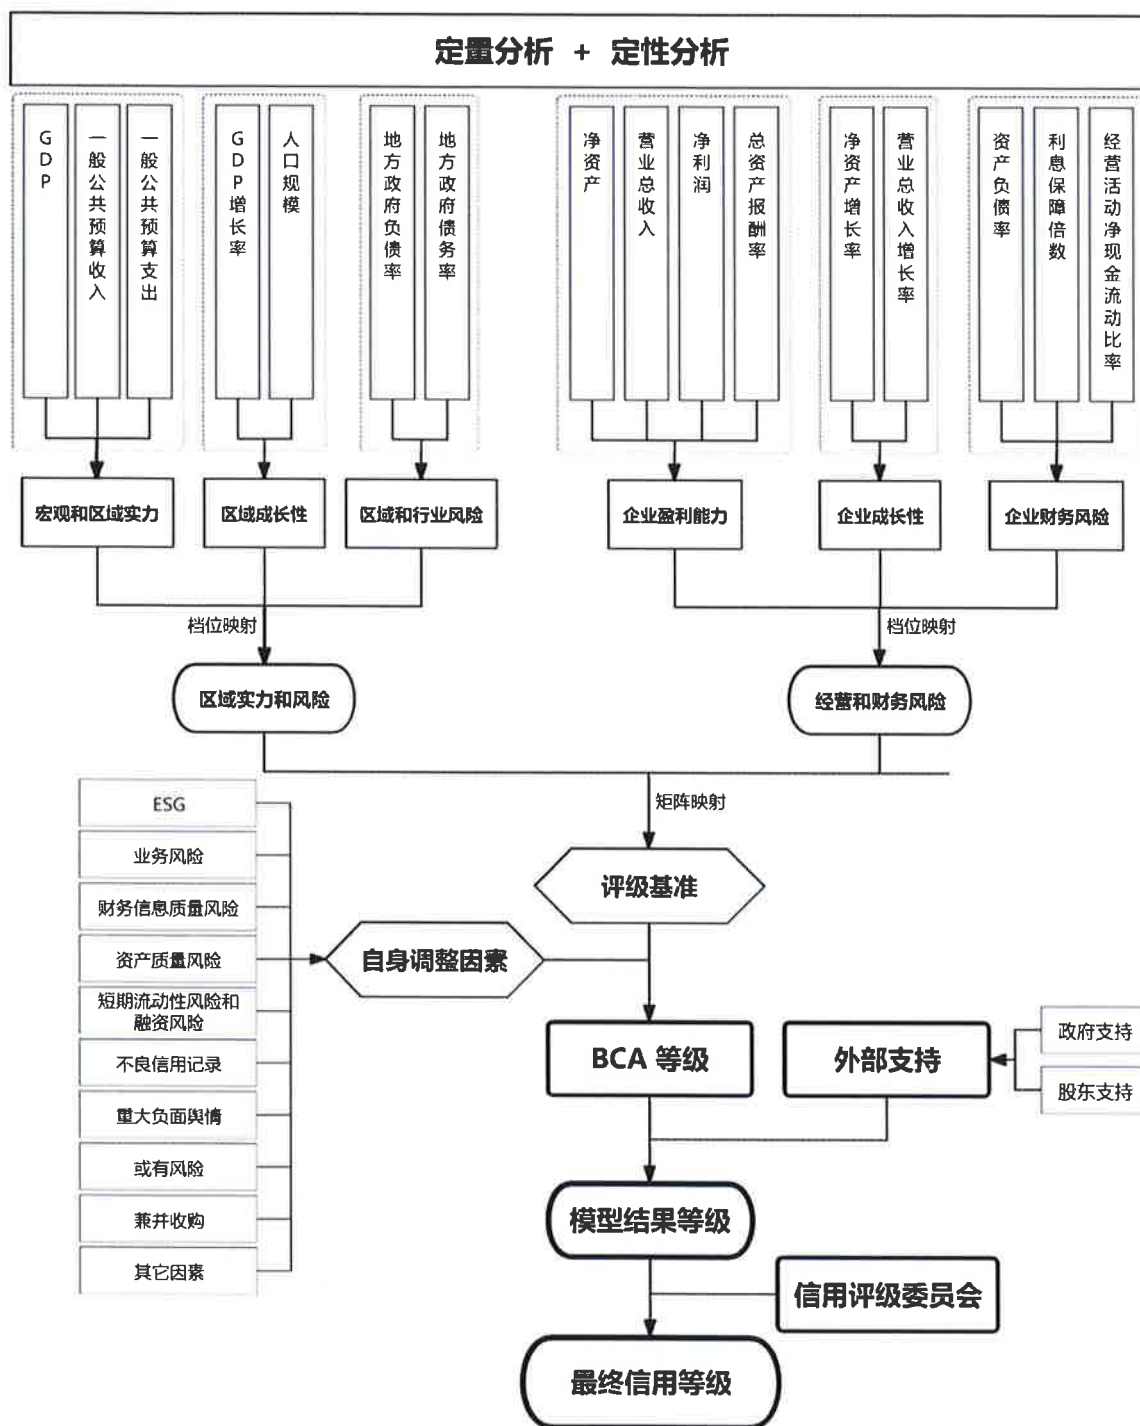 定量分析 + 定性分析
GDP
一般公共预算收入
一般公共预算支出
GDP增长率
人口规模
地方政府负债率
地方政府债务率
净资产
营业总收入
净利润
总资产报酬率
净资产增长率
营业总收入增长率
资产负债率
利息保障倍数
经营活动净现金流动比率
宏观和区域实力
区域成长性
区域和行业风险
企业盈利能力
企业成长性
企业财务风险
档位映射
档位映射
区域实力和风险
经营和财务风险
矩阵映射
ESG
业务风险
财务信息质量风险
资产质量风险
短期流动性风险和
融资风险
不良信用记录
重大负面舆情
或有风险
兼并收购
其它因素
评级基准
自身调整因素
BCA 等级
外部支持
政府支持
股东支持
模型结果等级
信用评级委员会
最终信用等级